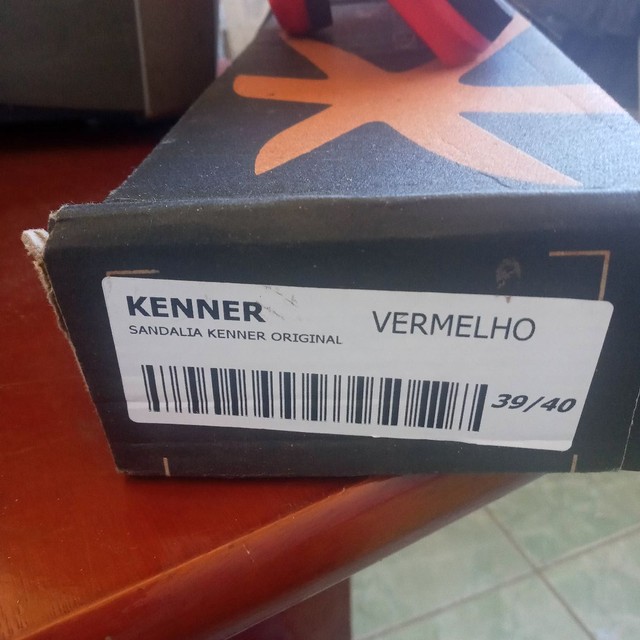 KENNER
VERMELHO
SANDALIA KENNER ORIGINAL
39/40